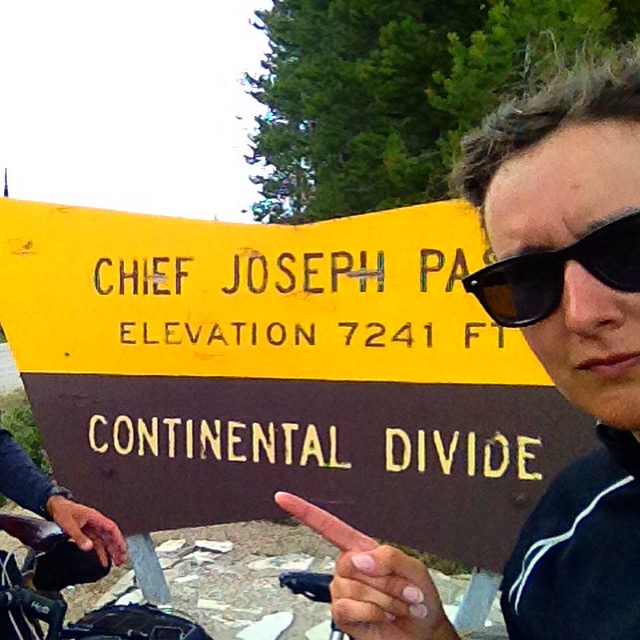 CHIEF JOSEPH PAS
ELEVATION 7241 FT
CONTINENTAL DIVIDE